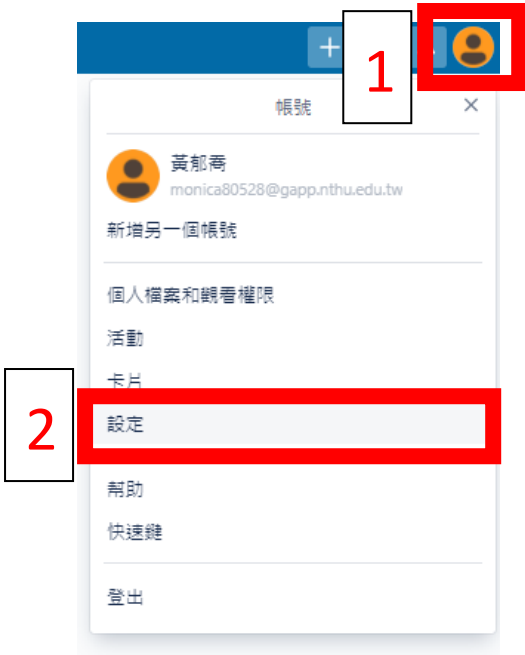 1
帳號
黃郁喬
monica80528@gapp.nthu.edu.tw
新增另一個帳號
個人檔案和觀看權限
活動
卡片
2
設定
幫助
快速鍵
登出